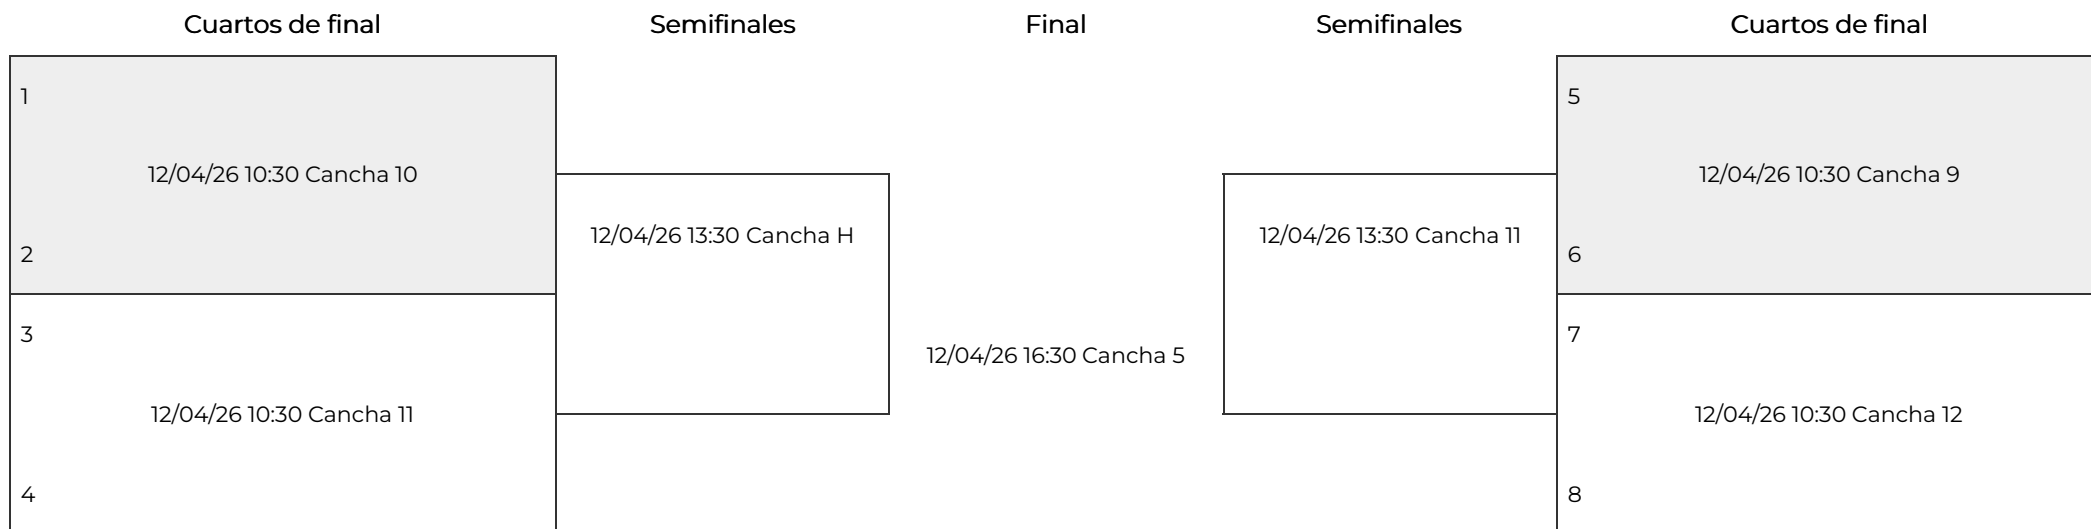 Cuartos de final
Semifinales
Final
Semifinales
Cuartos de final
1
12/04/26 10:30 Cancha 10
2
3
12/04/26 10:30 Cancha 11
4
12/04/26 13:30 Cancha H
12/04/26 16:30 Cancha 5
12/04/26 13:30 Cancha 11
5
12/04/26 10:30 Cancha 9
6
7
12/04/26 10:30 Cancha 12
8